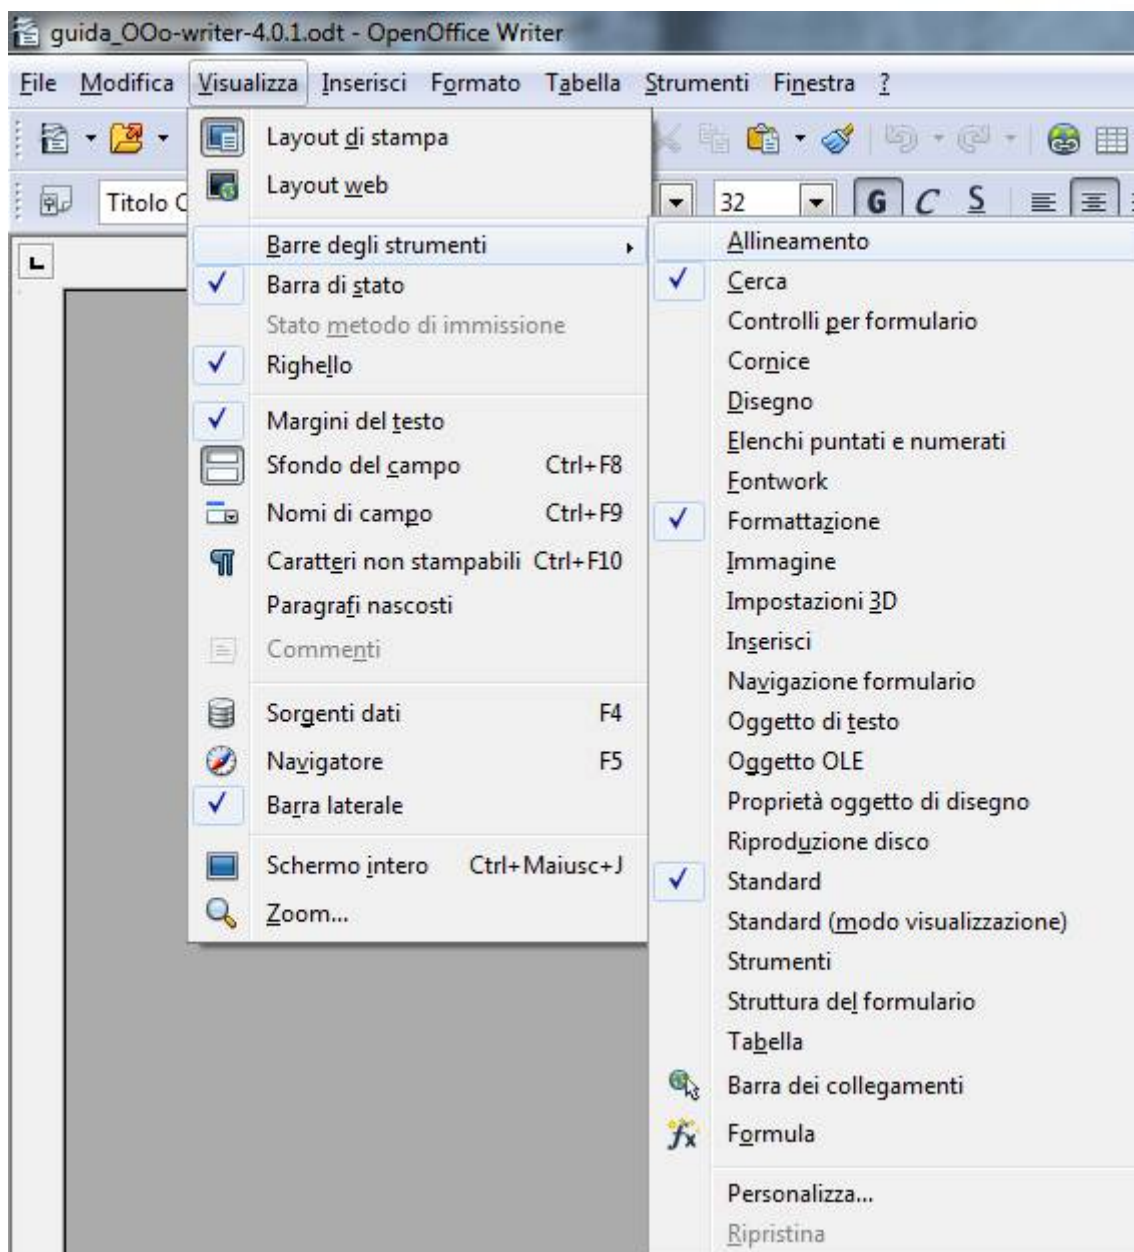 guida_OOo-writer-4.0.1.odt - OpenOffice Writer
File Modifica Visualizza Inserisci Formato Tabella Strumenti Finestra ?
Titolo 32 G C S
Layout di stampa
Layout web
Barre degli strumenti
Barra di stato
Stato metodo di immissione
Righello
Margini del testo
Sfondo del campo Ctrl+F8
Nomi di campo Ctrl+F9
Caratteri non stampabili Ctrl+F10
Paragrafi nascosti
Commenti
Sorgenti dati F4
Navigatore F5
Barra laterale
Schermo intero Ctrl+Maiusc+J
Zoom...
Allineamento
Cerca
Controlli per formulario
Cornice
Disegno
Elenchi puntati e numerati
Fontwork
Formattazione
Immagine
Impostazioni 3D
Inserisci
Navigazione formulario
Oggetto di testo
Oggetto OLE
Proprietà oggetto di disegno
Riproduzione disco
Standard
Standard (modo visualizzazione)
Strumenti
Struttura del formulario
Tabella
Barra dei collegamenti
Formula
Personalizza...
Ripristina